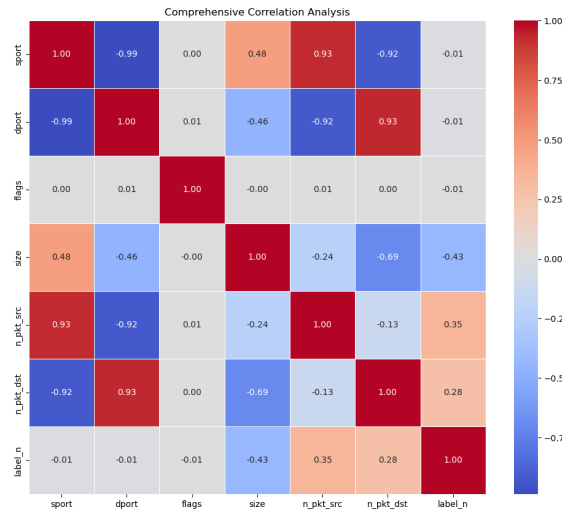 Comprehensive Correlation Analysis
sport 1.00 -0.99 0.00 0.48 0.93 -0.92 -0.01
dport -0.99 1.00 0.01 -0.46 -0.92 0.93 -0.01
flags 0.00 0.01 1.00 -0.00 0.01 0.00 -0.01
size 0.48 -0.46 -0.00 1.00 -0.24 -0.69 -0.43
n_pkt_src 0.93 -0.92 0.01 -0.24 1.00 -0.13 0.35
n_pkt_dst -0.92 0.93 0.00 -0.69 -0.13 1.00 0.28
label_n -0.01 -0.01 -0.01 -0.43 0.35 0.28 1.00
sport dport flags size n_pkt_src n_pkt_dst label_n
1.00
0.75
0.50
0.25
0.00
−0.25
−0.50
−0.7